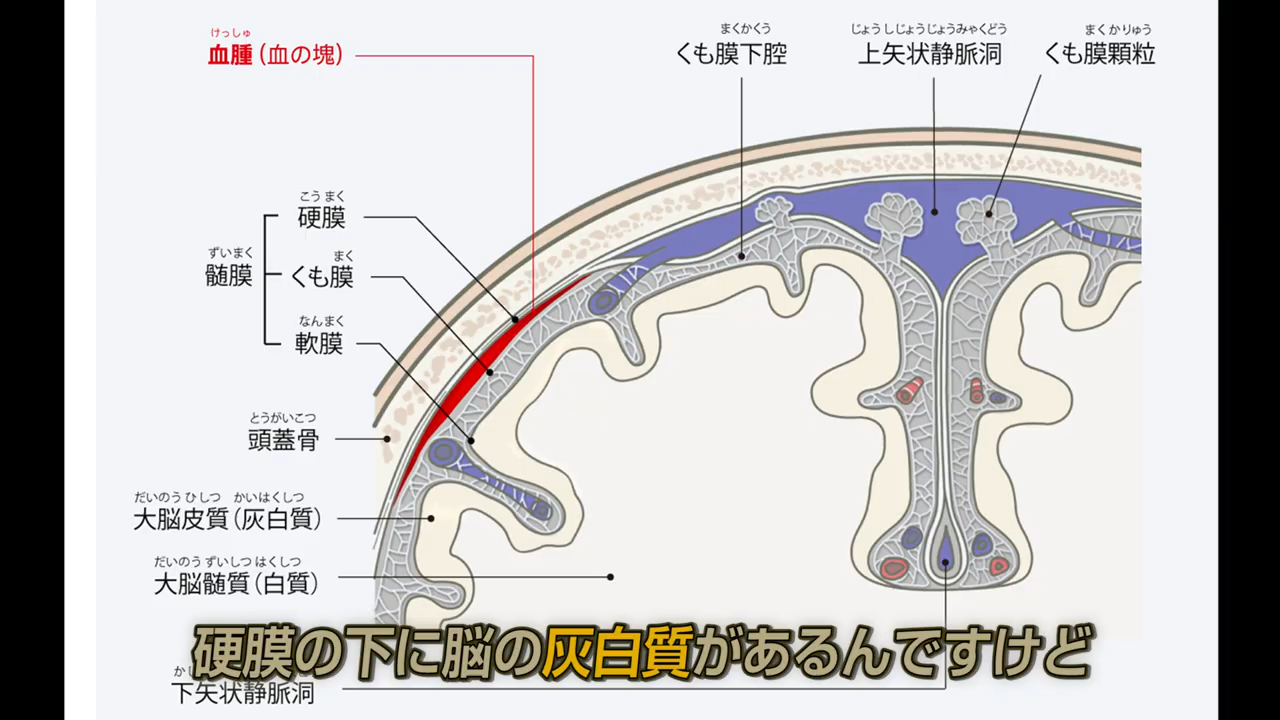 けっしゅ
血腫(血の塊)
まくかくう
くも膜下腔
じょうしじょうじょうみゃくどう
上矢状静脈洞
まくかりゅう
くも膜顆粒
こうまく
硬膜
ずいまく
髄膜
まく
くも膜
なんまく
軟膜
とうがいこつ
頭蓋骨
だいのうひしつ かいはくしつ
大脳皮質(灰白質)
だいのうずいしつはくしつ
大脳髄質(白質)
硬膜の下に脳の灰白質があるんですけど
かし
下矢状静脈洞